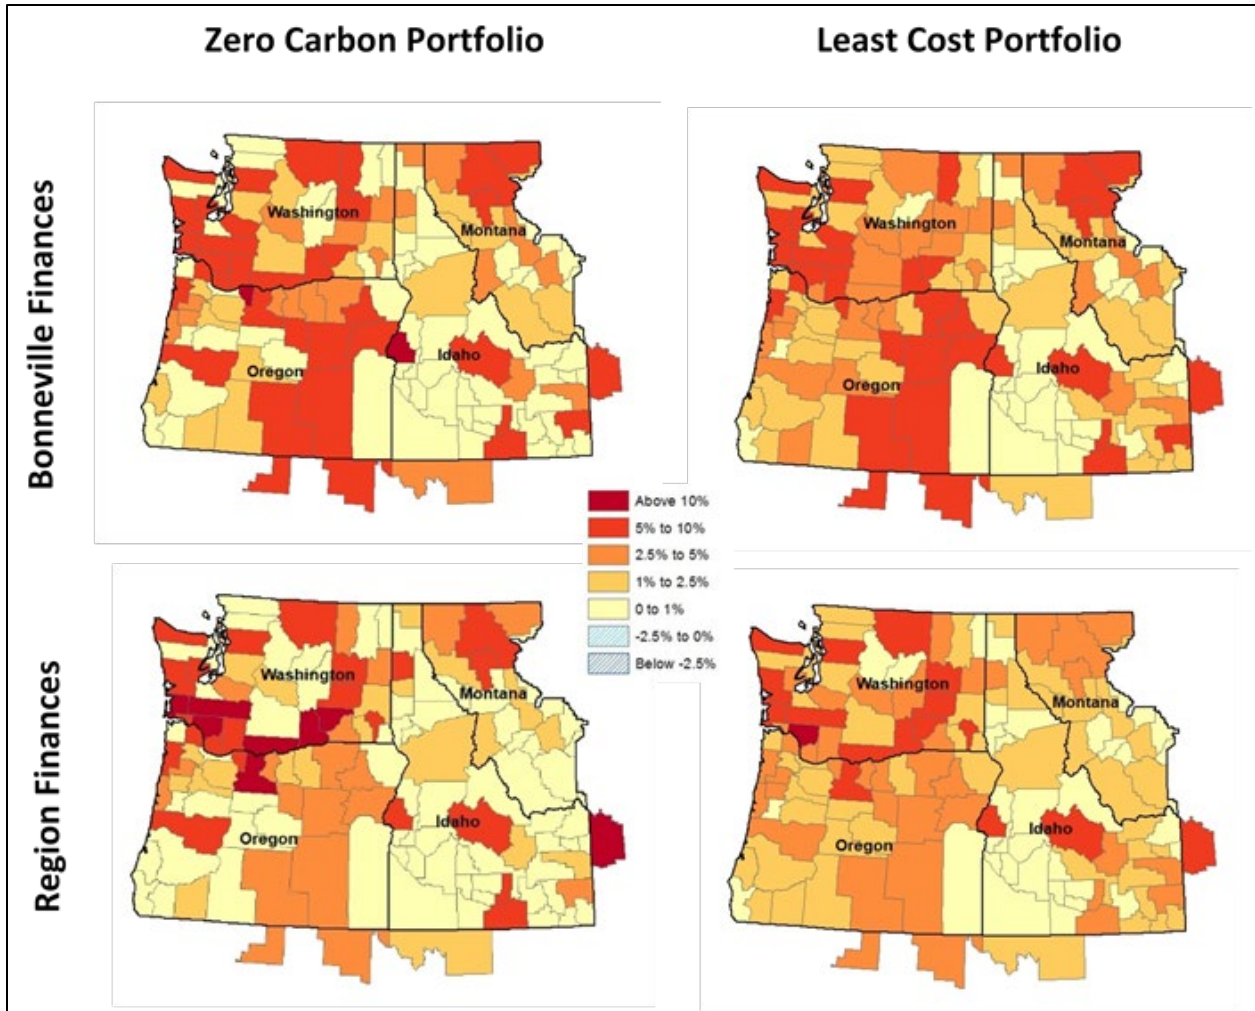 Zero Carbon Portfolio
Least Cost Portfolio
Bonneville Finances
Washington
Montana
Idaho
Oregon
Washington
Montana
Idaho
Oregon
Above 10%
5% to 10%
2.5% to 5%
1% to 2.5%
0 to 1%
-2.5% to 0%
Below -2.5%
Region Finances
Washington
Montana
Idaho
Oregon
Washington
Montana
Idaho
Oregon